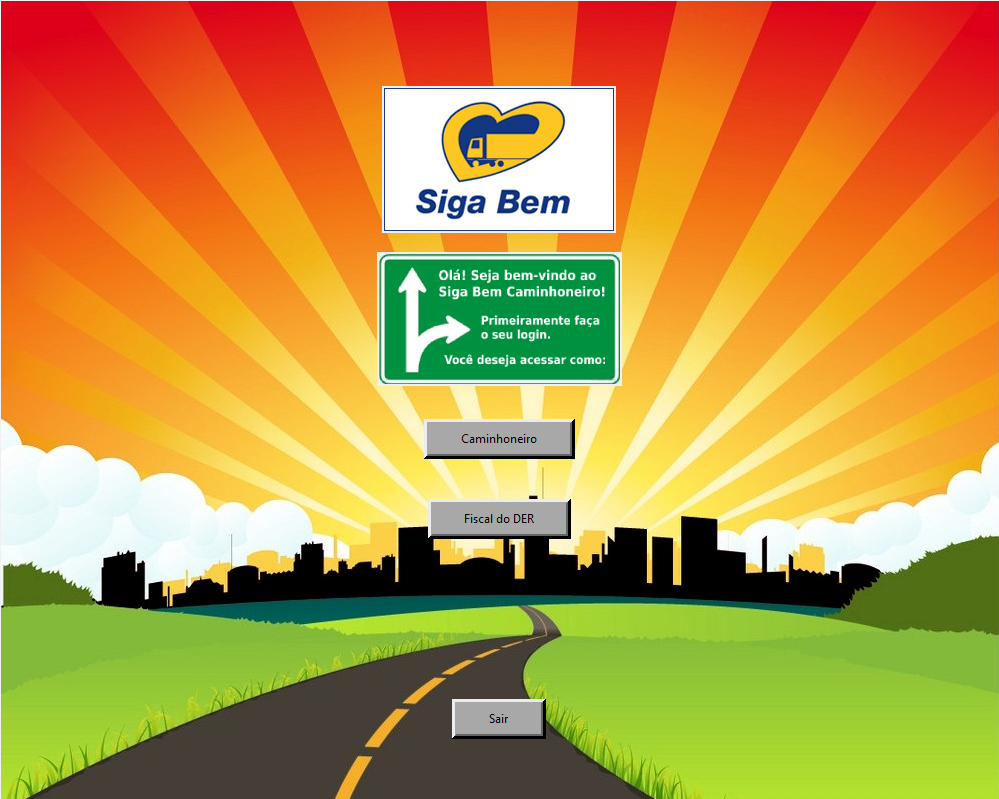 Siga Bem
Olá! Seja bem-vindo ao
Siga Bem Caminhoneiro!
Primeiramente faça
o seu login.
Você deseja acessar como:
Caminhoneiro
Fiscal do DER
Sair